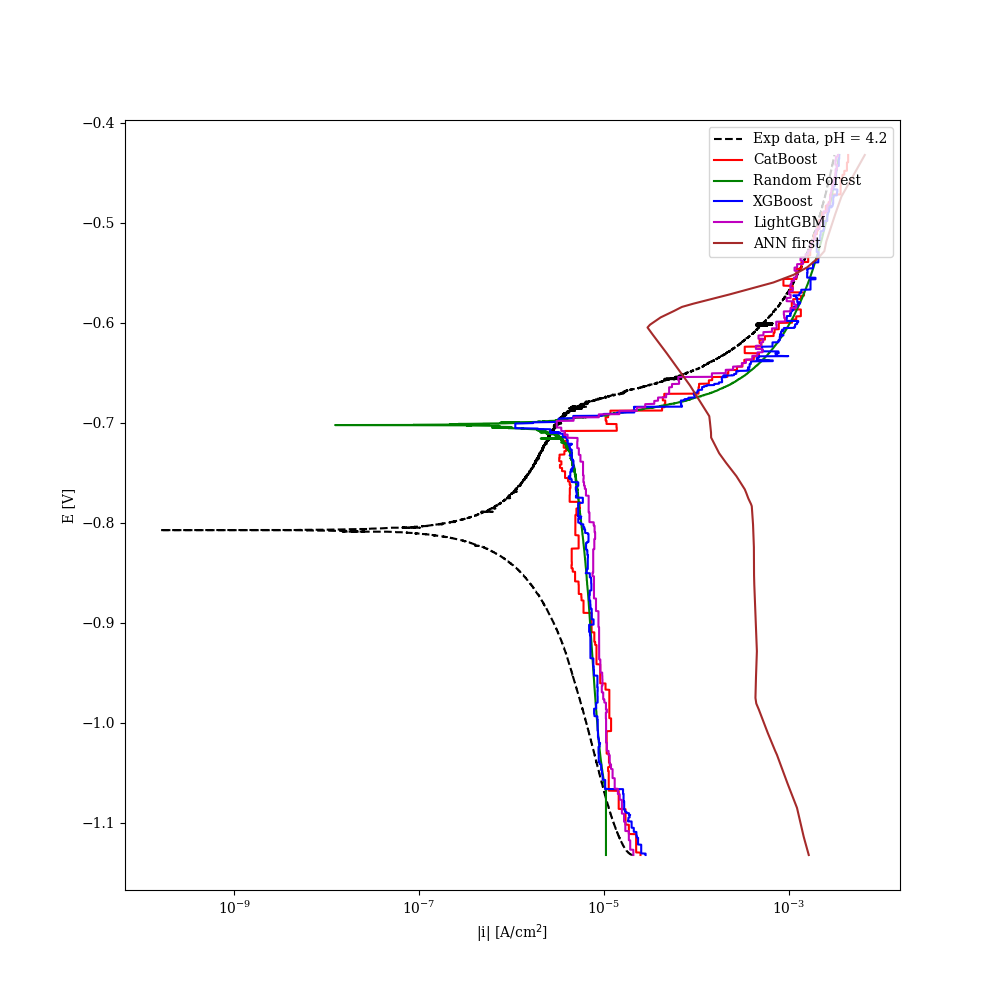 −0.4
−0.5
−0.6
−0.7
−0.8
−0.9
−1.0
−1.1
E [V]
10⁻⁹
10⁻⁷
10⁻⁵
10⁻³
|i| [A/cm²]
Exp data, pH = 4.2
CatBoost
Random Forest
XGBoost
LightGBM
ANN first